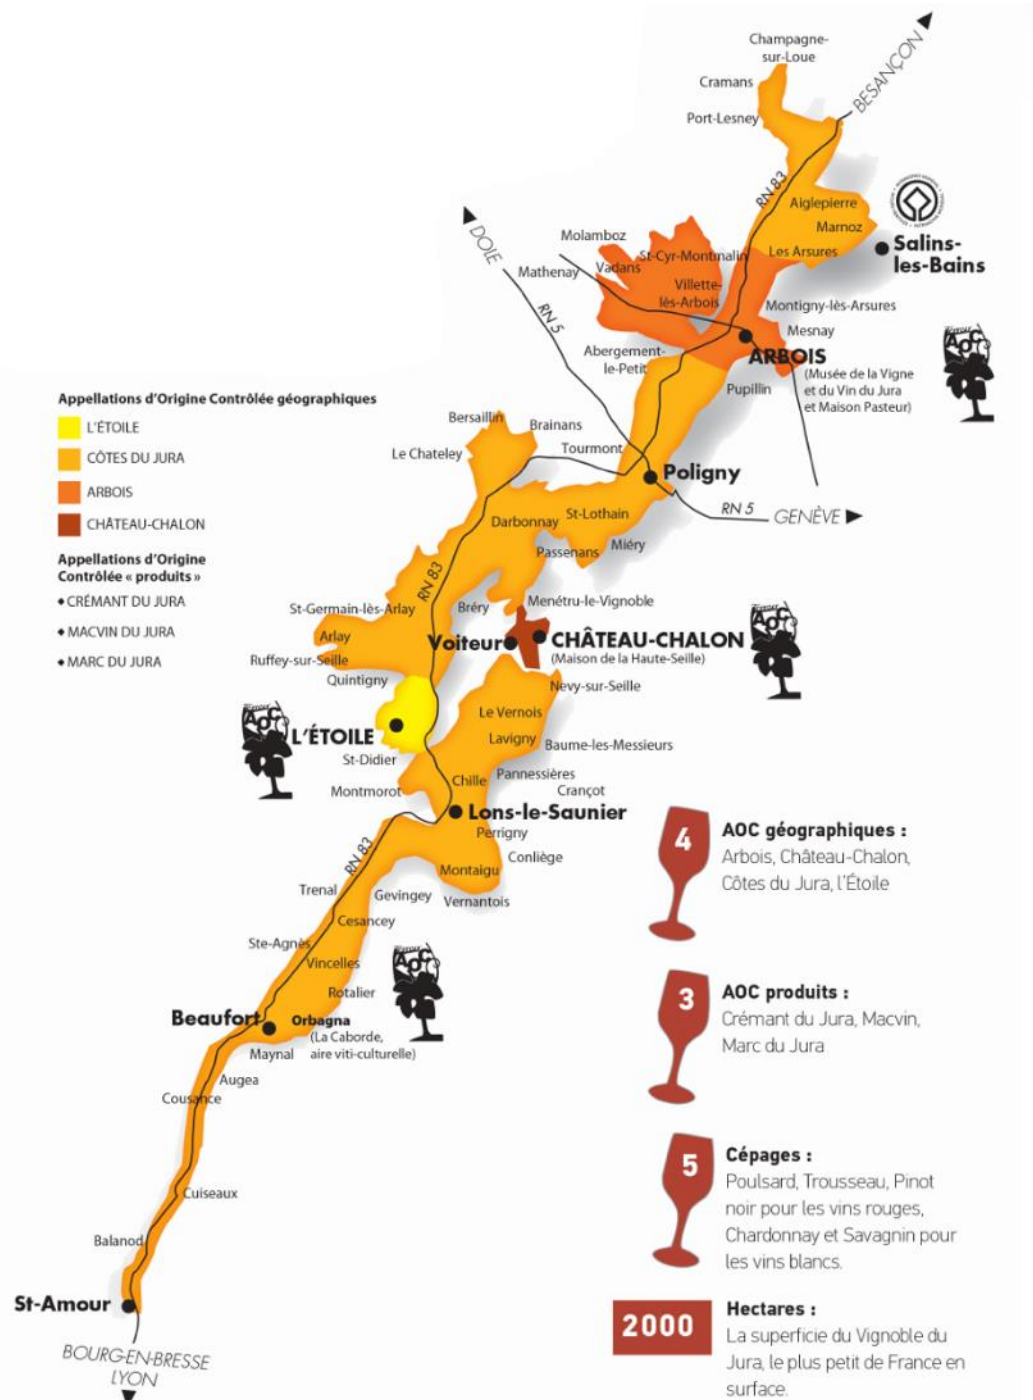 Champagne-
sur-Loue
Cramans
Port-Lesney
BESANÇON
RN 83
Aiglepierre
Marnoz
Les Arsures
Salins-
les-Bains
DOLE
Molamboz
Mathenay
Vadans
St-Cyr-Montmalin
Villette-
lès-Arbois
RN 5
Montigny-lès-Arsures
Mesnay
ARBOIS
(Musée de la Vigne
et du Vin du Jura
et Maison Pasteur)
AOC
Abergement-
le-Petit
Pupillin
Appellations d'Origine Contrôlée géographiques
L'ÉTOILE
CÔTES DU JURA
ARBOIS
CHÂTEAU-CHALON
Appellations d'Origine
Contrôlée « produits »
CRÉMANT DU JURA
MACVIN DU JURA
MARC DU JURA
Bersaillin
Brainans
Le Chateley
Tourmont
Poligny
RN 5
GENÈVE
Darbonnay
St-Lothain
Passenans
Miéry
RN 83
St-Germain-lès-Arlay
Bréry
Menétru-le-Vignoble
Arlay
Voiteur
CHÂTEAU-CHALON
(Maison de la Haute-Seille)
AOC
Ruffey-sur-Seille
Quintigny
Nevy-sur-Seille
Le Vernois
Lavigny
Baume-les-Messieurs
AOC
L'ÉTOILE
St-Didier
Montmorot
Chille
Pannessières
Crançot
Lons-le-Saunier
Perrigny
Conliège
RN 83
Montaigu
Vernantois
Trenal
Gevingey
Cesancey
Ste-Agnès
Vincelles
Rotalier
AOC
Beaufort
Orbagna
(La Caborde,
aire viti-culturelle)
Maynal
Augea
Cousance
Cuiseaux
Balanod
St-Amour
BOURG-EN-BRESSE
LYON
4
AOC géographiques :
Arbois, Château-Chalon,
Côtes du Jura, l'Étoile
3
AOC produits :
Crémant du Jura, Macvin,
Marc du Jura
5
Cépages :
Poulsard, Trousseau, Pinot
noir pour les vins rouges,
Chardonnay et Savagnin pour
les vins blancs.
2000
Hectares :
La superficie du Vignoble du
Jura, le plus petit de France en
surface.